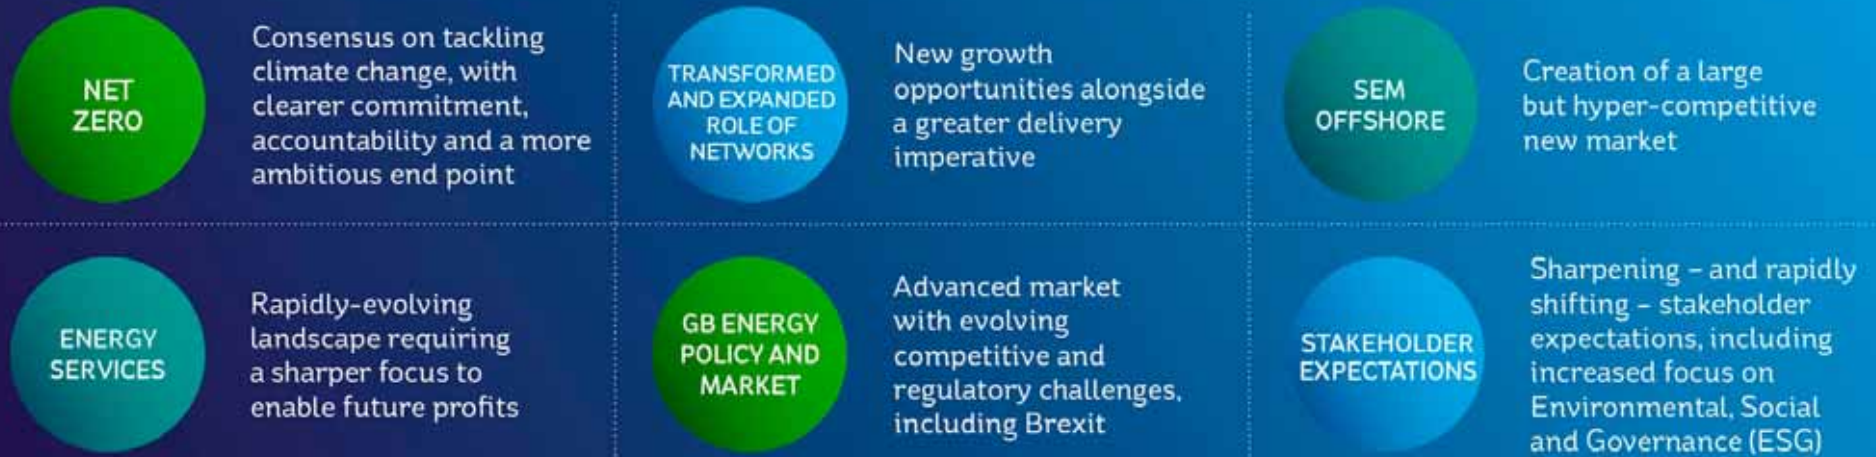 NET
ZERO
Consensus on tackling
climate change, with
clearer commitment,
accountability and a more
ambitious end point
TRANSFORMED
AND EXPANDED
ROLE OF
NETWORKS
New growth
opportunities alongside
a greater delivery
imperative
SEM
OFFSHORE
Creation of a large
but hyper-competitive
new market
ENERGY
SERVICES
Rapidly-evolving
landscape requiring
a sharper focus to
enable future profits
GB ENERGY
POLICY AND
MARKET
Advanced market
with evolving
competitive and
regulatory challenges,
including Brexit
STAKEHOLDER
EXPECTATIONS
Sharpening – and rapidly
shifting – stakeholder
expectations, including
increased focus on
Environmental, Social
and Governance (ESG)